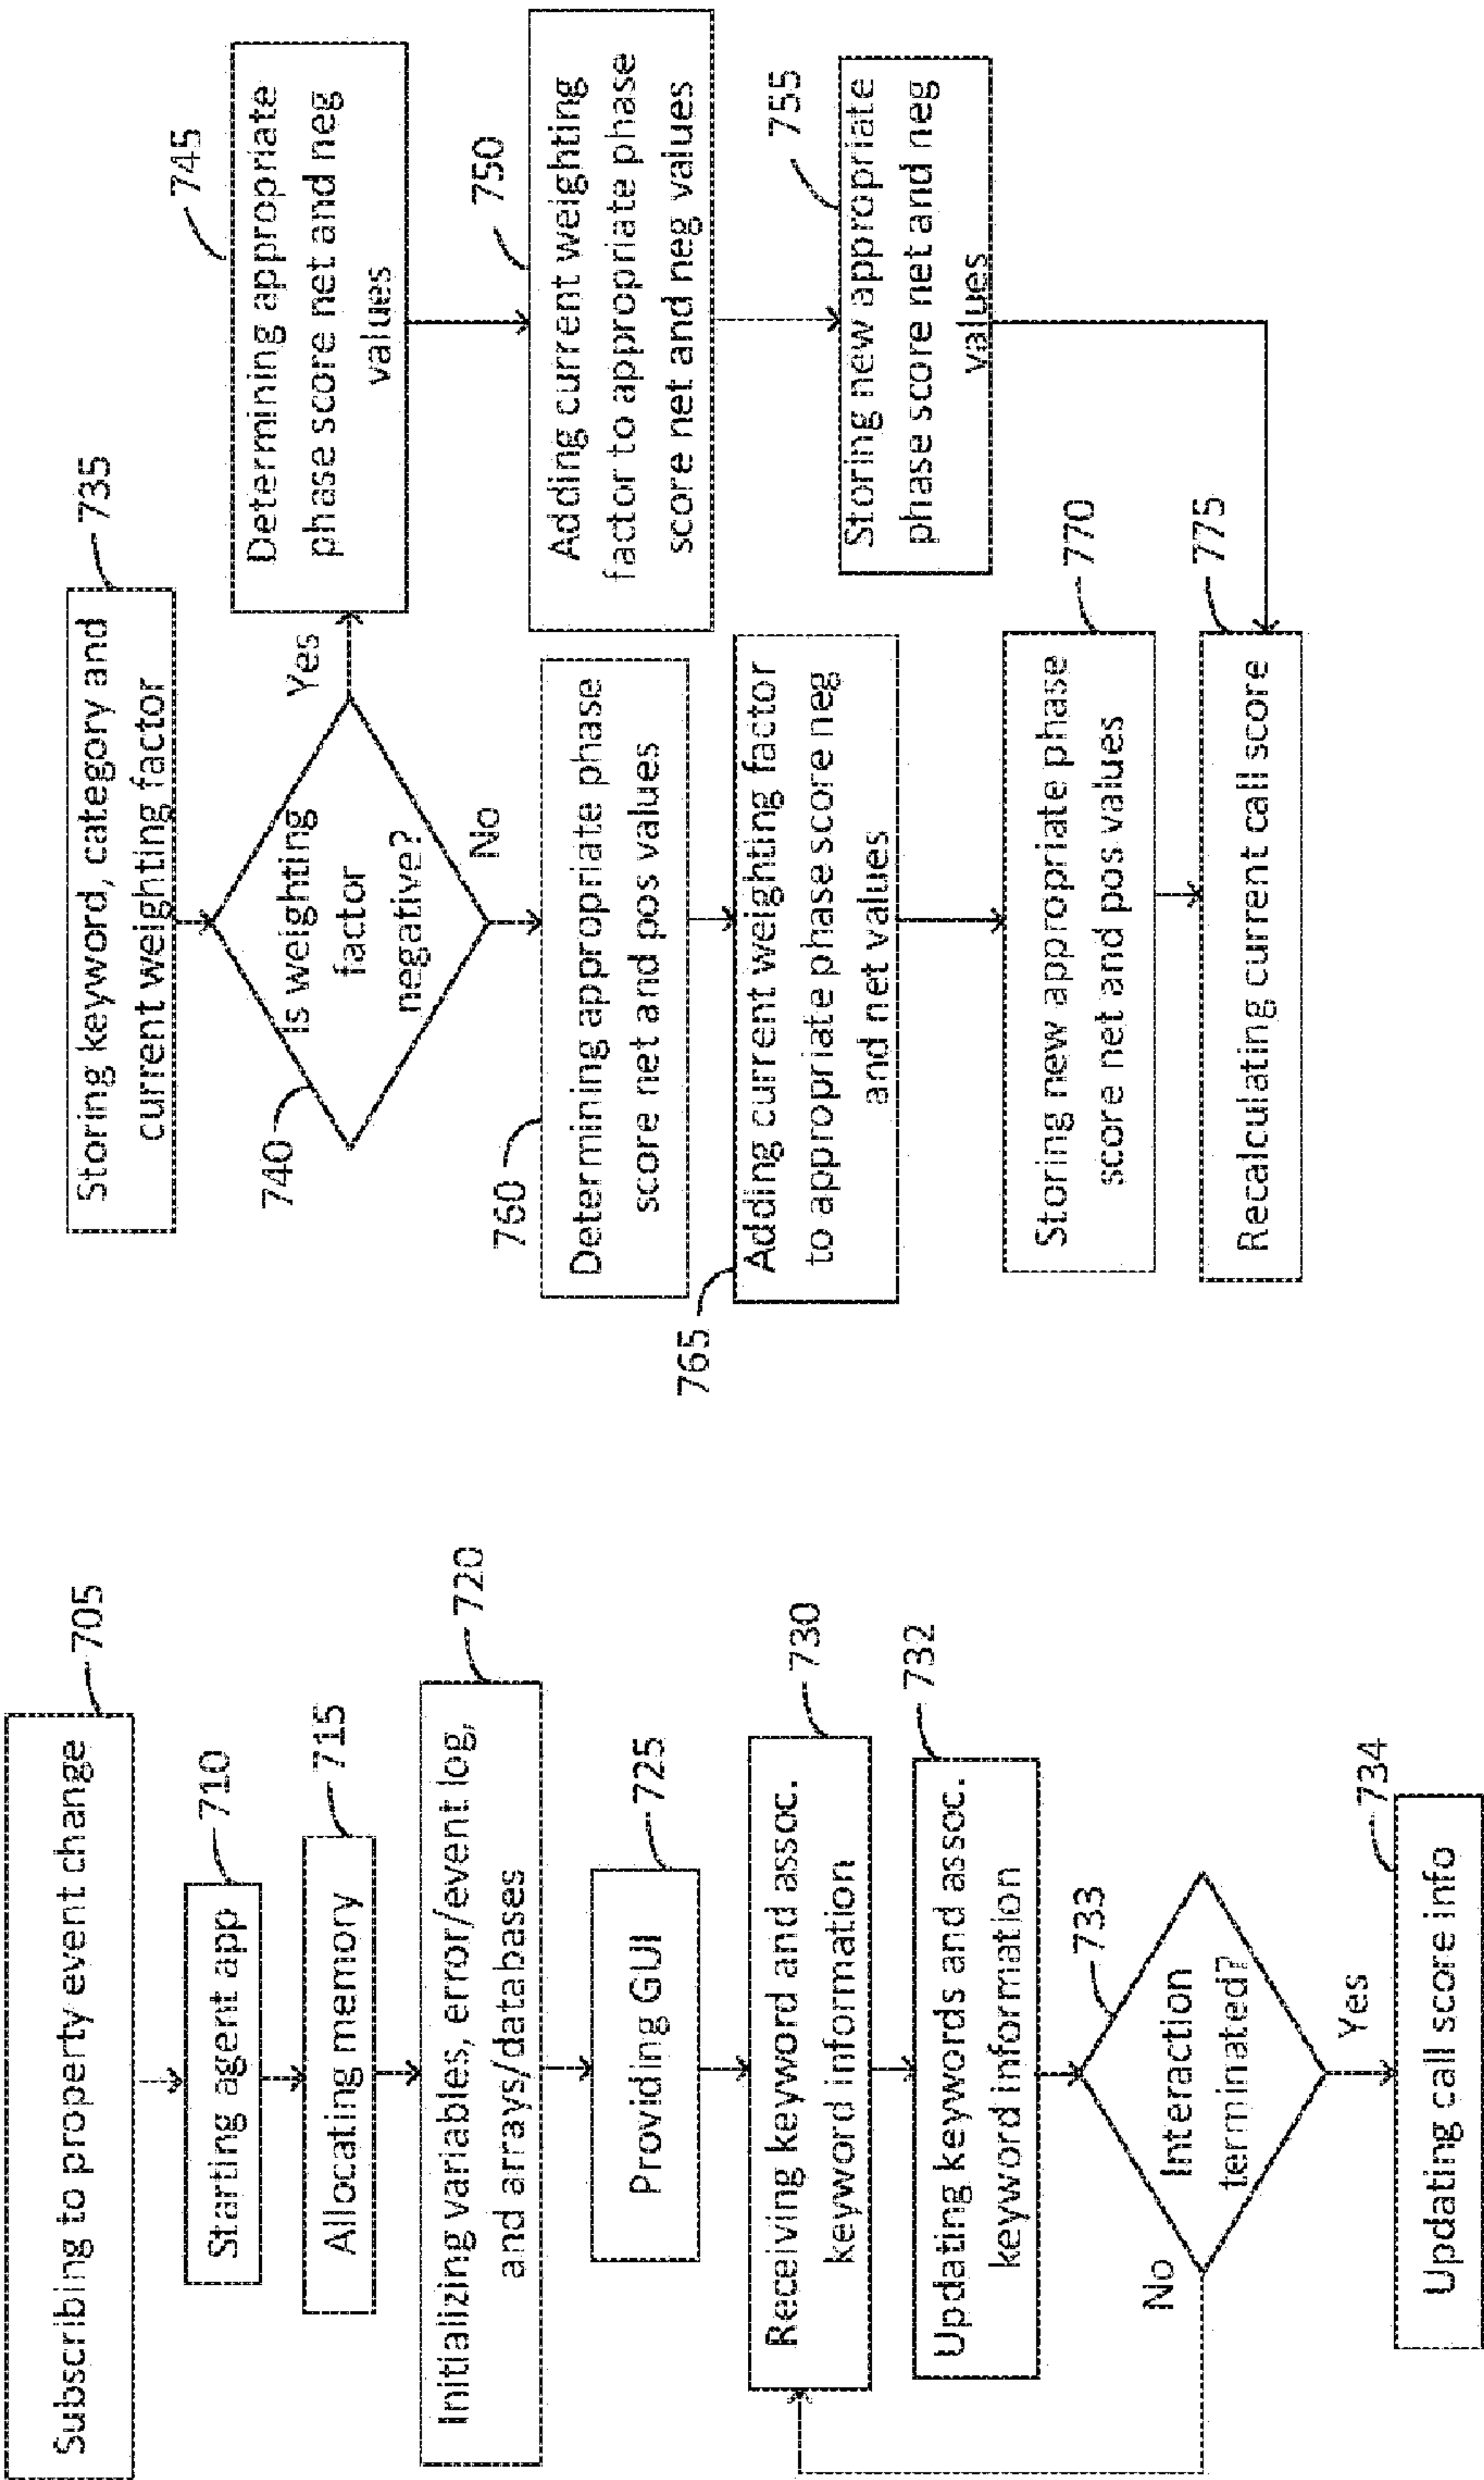 Subscribing to property event change
705
Starting agent app
710
Allocating memory
715
Initializing variables, error/event log,
and arrays/databases
720
Providing GUI
725
Receiving keyword and assoc.
keyword information
730
Updating keywords and assoc.
keyword information
732
Interaction
terminated?
733
No
Yes
Updating call score info
734
Storing keyword, category and
current weighting factor
735
Is weighting
factor
negative?
740
Yes
No
Determining appropriate
phase score net and neg
values
745
Adding current weighting
factor to appropriate phase
score net and neg values
750
Storing new appropriate
phase score net and neg
values
755
Determining appropriate phase
score net and pos values
760
Adding current weighting factor
to appropriate phase score neg
and net values
765
Storing new appropriate phase
score net and pos values
770
Recalculating current call score
775